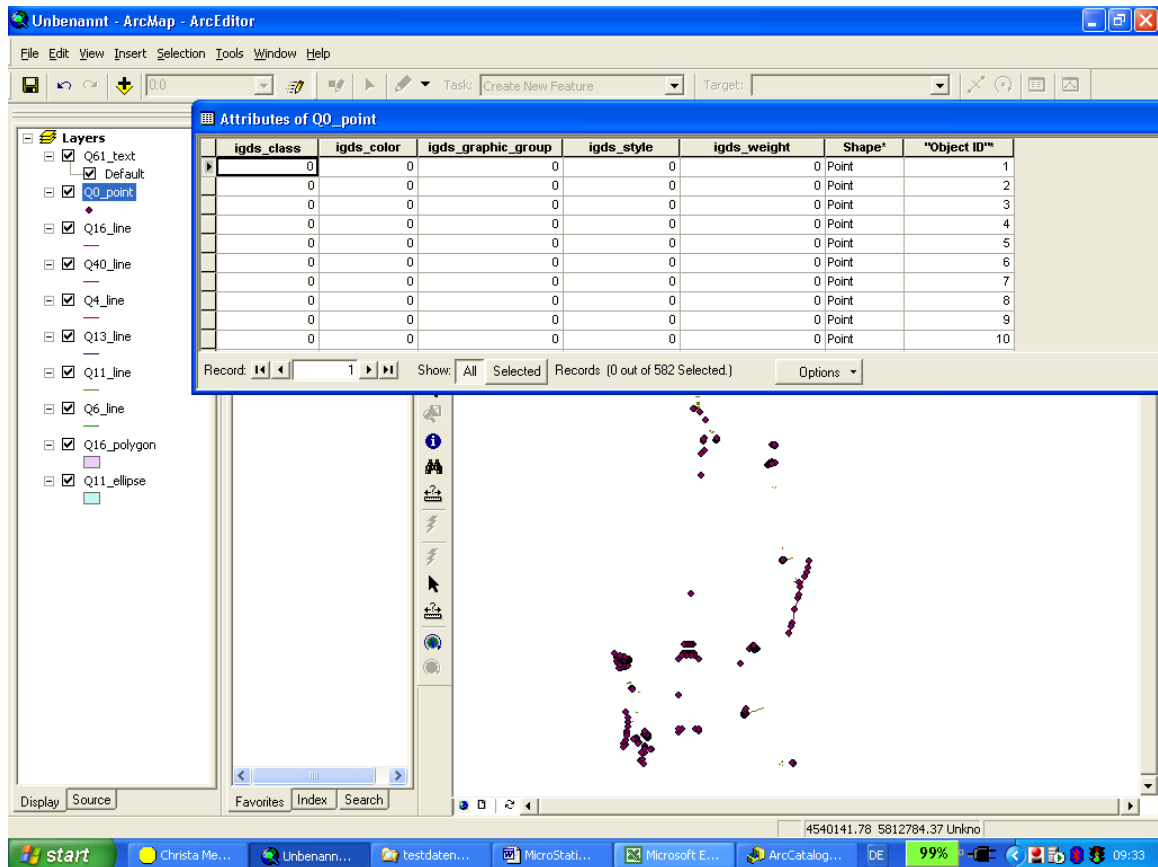 Unbenannt - ArcMap - ArcEditor
File Edit View Insert Selection Tools Window Help
0:0 Task: Create New Feature Target:
Attributes of Q0_point
igds_class igds_color igds_graphic_group igds_style igds_weight Shape* "Object ID"*
0 0 0 0 0 Point 1
0 0 0 0 0 Point 2
0 0 0 0 0 Point 3
0 0 0 0 0 Point 4
0 0 0 0 0 Point 5
0 0 0 0 0 Point 6
0 0 0 0 0 Point 7
0 0 0 0 0 Point 8
0 0 0 0 0 Point 9
0 0 0 0 0 Point 10
Record: 1 Show: All Selected Records (0 out of 582 Selected.) Options
Layers
Q61_text
Default
Q0_point
Q16_line
Q40_line
Q4_line
Q13_line
Q11_line
Q6_line
Q16_polygon
Q11_ellipse
Display Source
Favorites Index Search
4540141.78 5812784.37 Unkno
start Christa Me... Unbenann... testdaten... MicroStati... Microsoft E... ArcCatalog... DE 99% 09:33